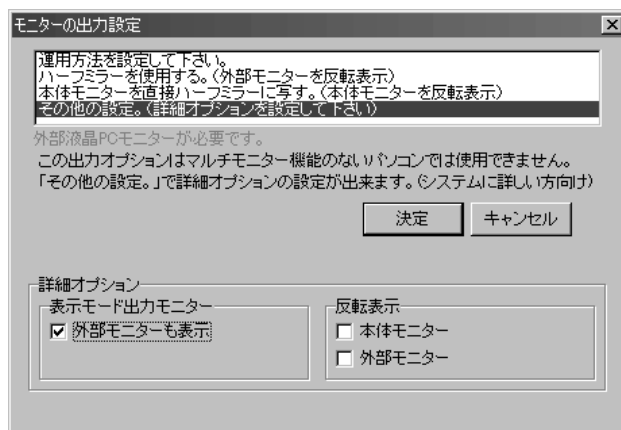 モニターの出力設定
運用方法を設定して下さい。
ハーフミラーを使用する。(外部モニターを反転表示)
本体モニターを直接ハーフミラーに写す。(本体モニターを反転表示)
その他の設定。(詳細オプションを設定して下さい)
外部液晶PCモニターが必要です。
この出力オプションはマルチモニター機能のないパソコンでは使用できません。
「その他の設定。」で詳細オプションの設定が出来ます。(システムに詳しい方向け)
決定 キャンセル
詳細オプション
表示モード出力モニター 反転表示
外部モニターも表示 本体モニター
外部モニター